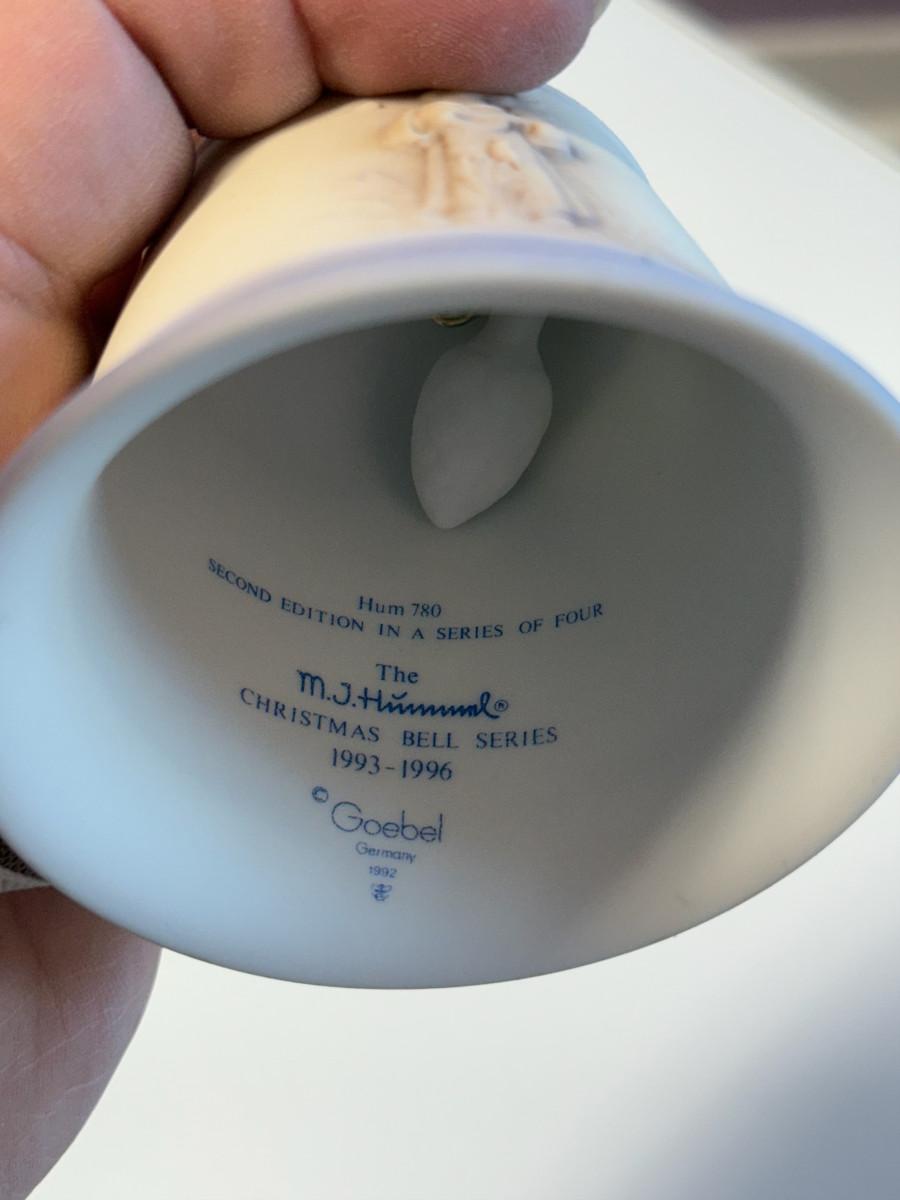 Hum 780
SECOND EDITION IN A SERIES OF FOUR
The
M.J.Hummel®
CHRISTMAS BELL SERIES
1993-1996
© Goebel
Germany
1992